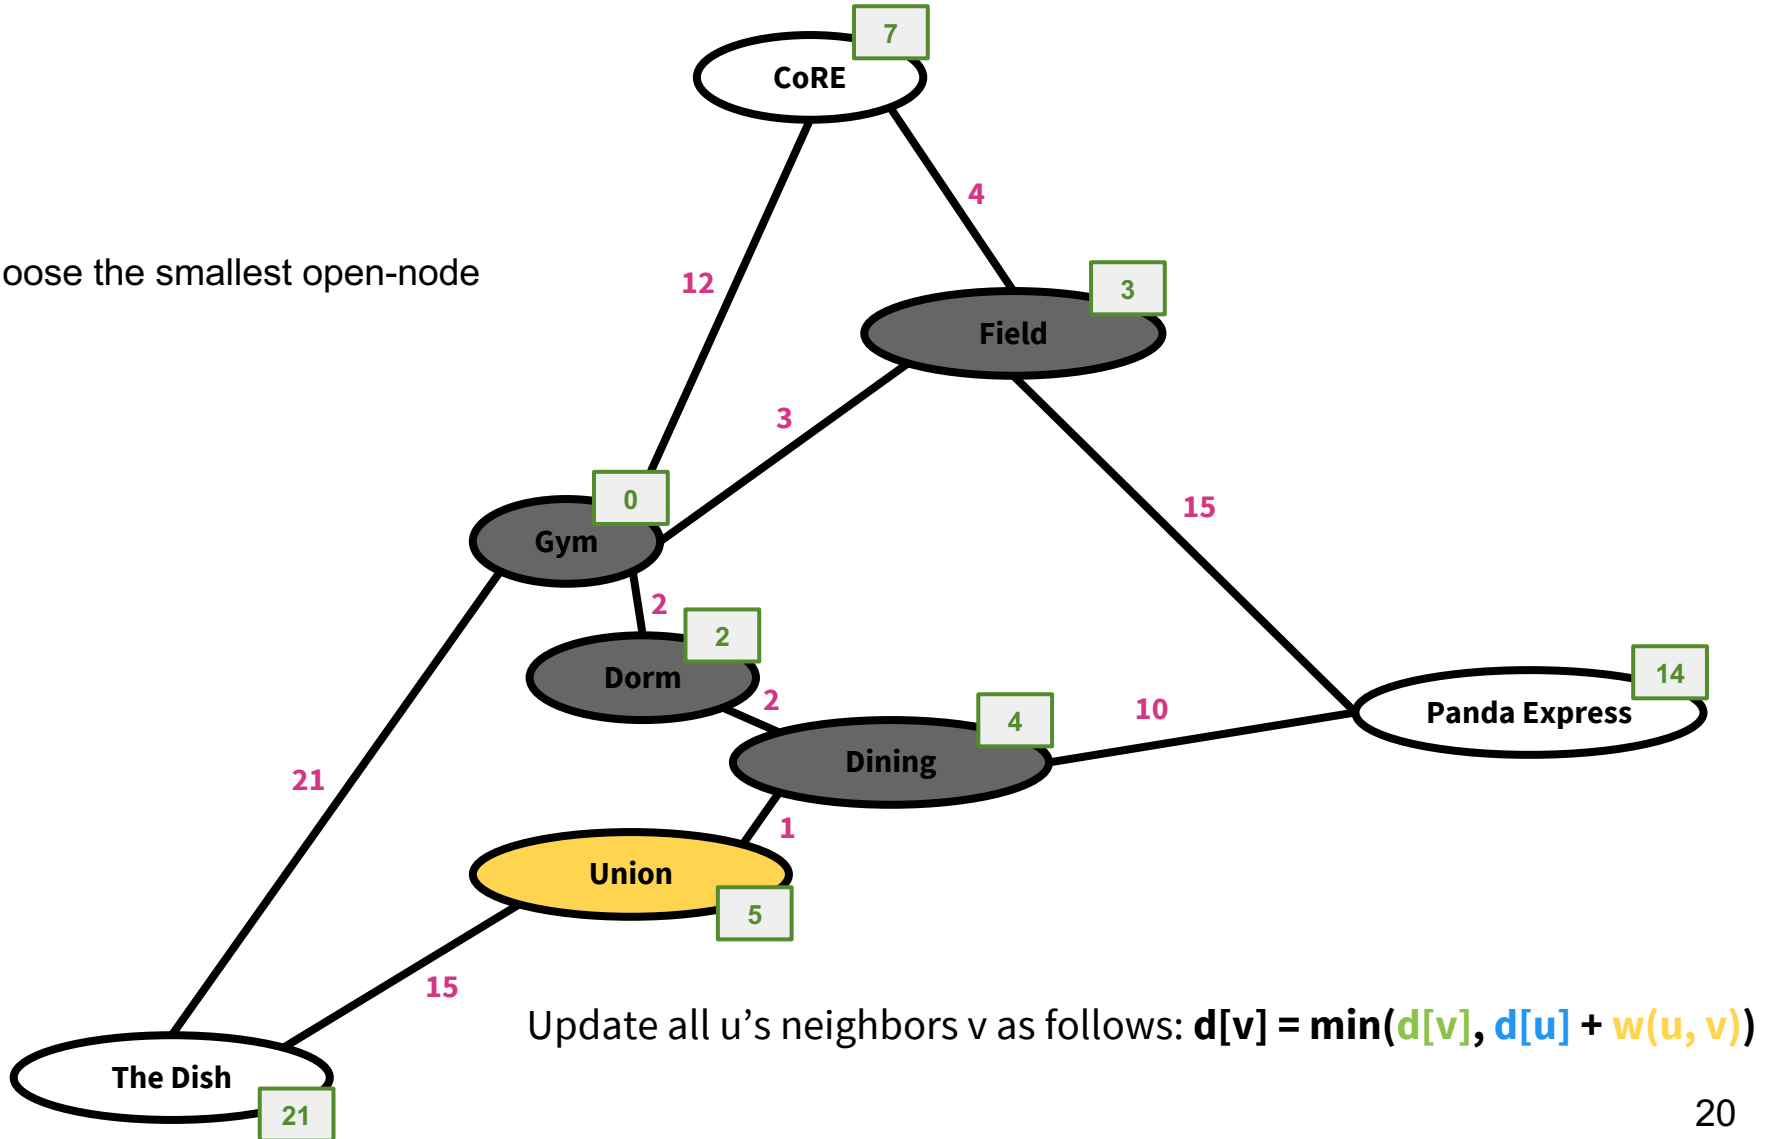 7
CoRE
4
oose the smallest open-node
12
3
Field
3
0
15
Gym
2
2
Dorm
2
14
10
4
Panda Express
Dining
21
1
Union
5
15
Update all u's neighbors v as follows: d[v] = min(d[v], d[u] + w(u, v))
The Dish
21
20